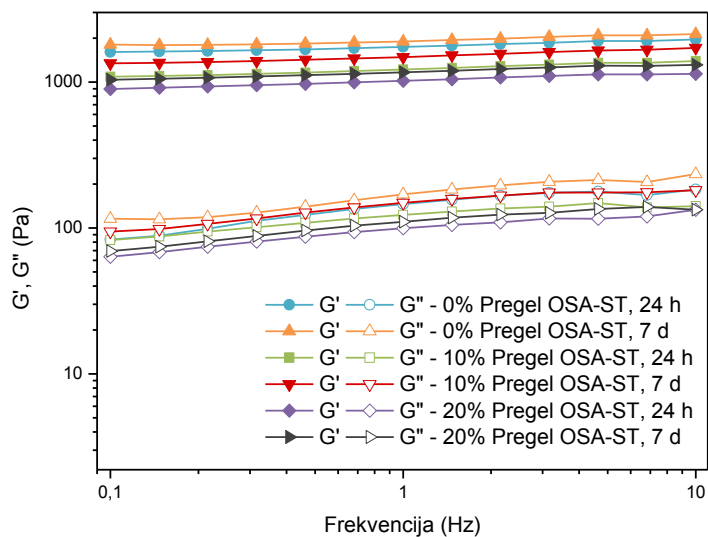 1000
100
10
G', G'' (Pa)
G' G'' - 0% Pregel OSA-ST, 24 h
G' G'' - 0% Pregel OSA-ST, 7 d
G' G'' - 10% Pregel OSA-ST, 24 h
G' G'' - 10% Pregel OSA-ST, 7 d
G' G'' - 20% Pregel OSA-ST, 24 h
G' G'' - 20% Pregel OSA-ST, 7 d
0,1 1 10
Frekvencija (Hz)